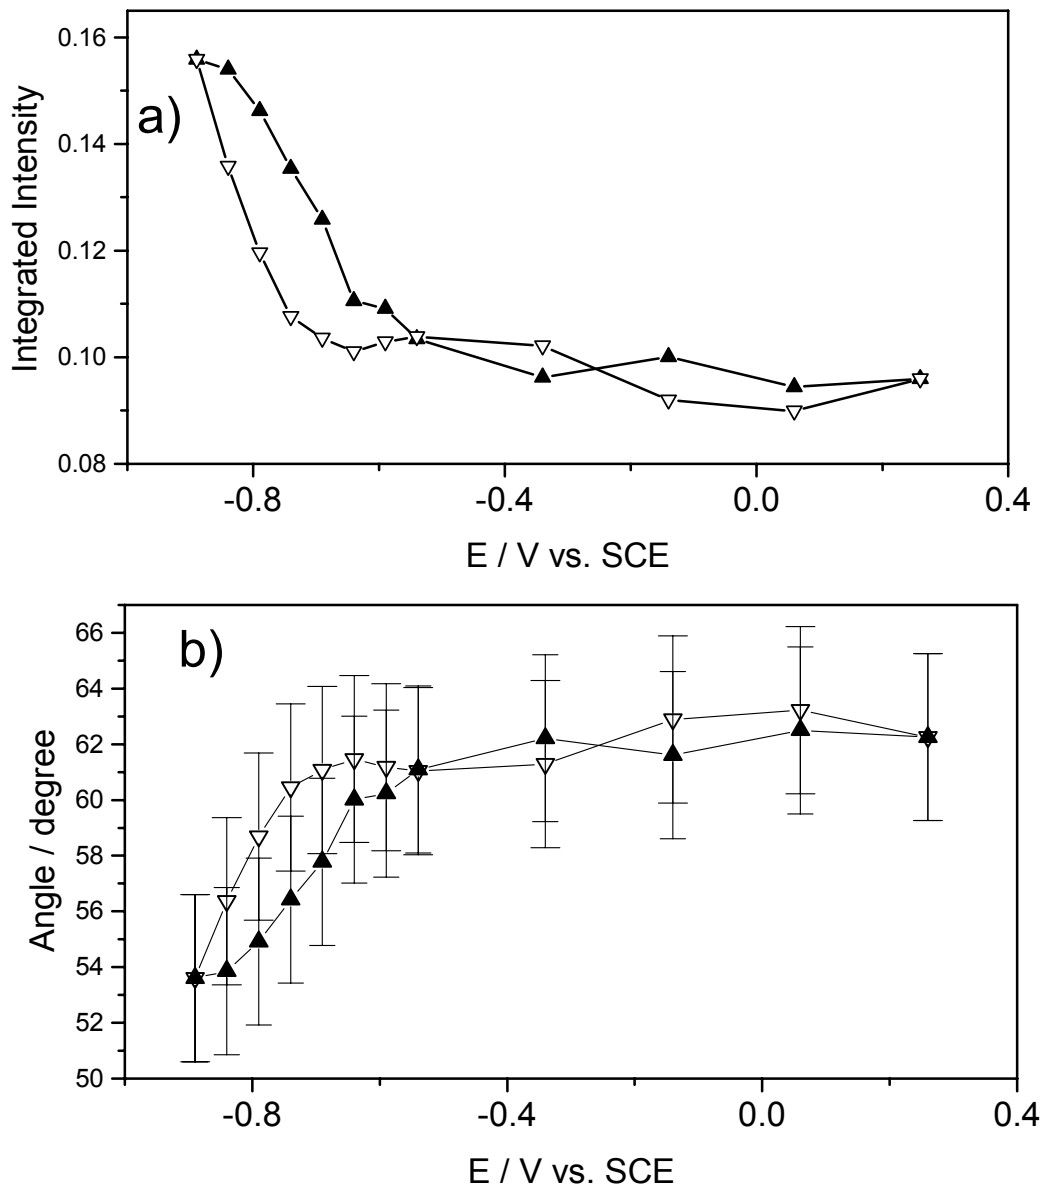 a)
Integrated Intensity
0.16
0.14
0.12
0.10
0.08
-0.8 -0.4 0.0 0.4
E / V vs. SCE
b)
Angle / degree
66
64
62
60
58
56
54
52
50
-0.8 -0.4 0.0 0.4
E / V vs. SCE